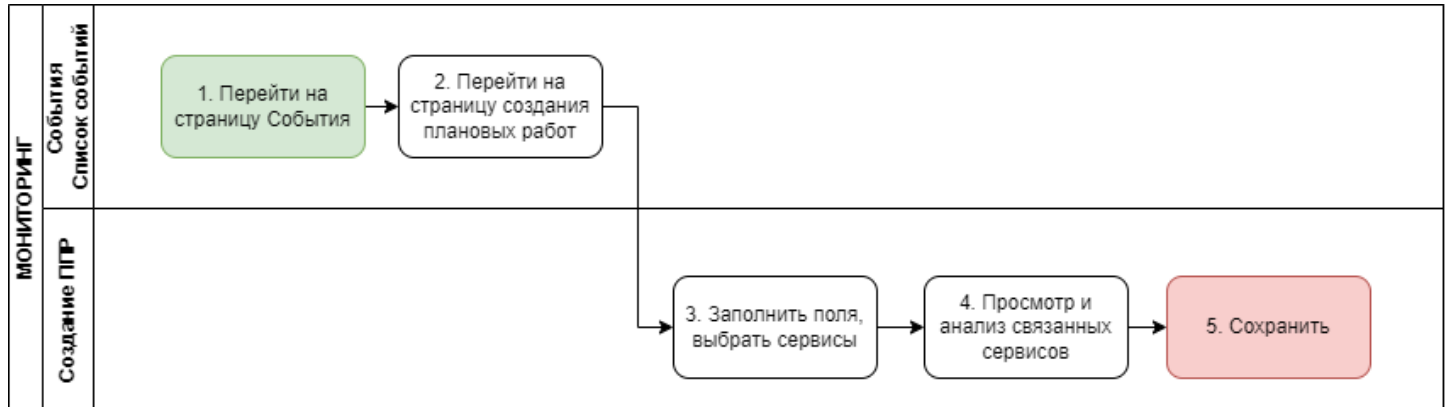 МОНИТОРИНГ
События
Список событий
1. Перейти на
страницу События
2. Перейти на
страницу создания
плановых работ
Создание ППР
3. Заполнить поля,
выбрать сервисы
4. Просмотр и
анализ связанных
сервисов
5. Сохранить